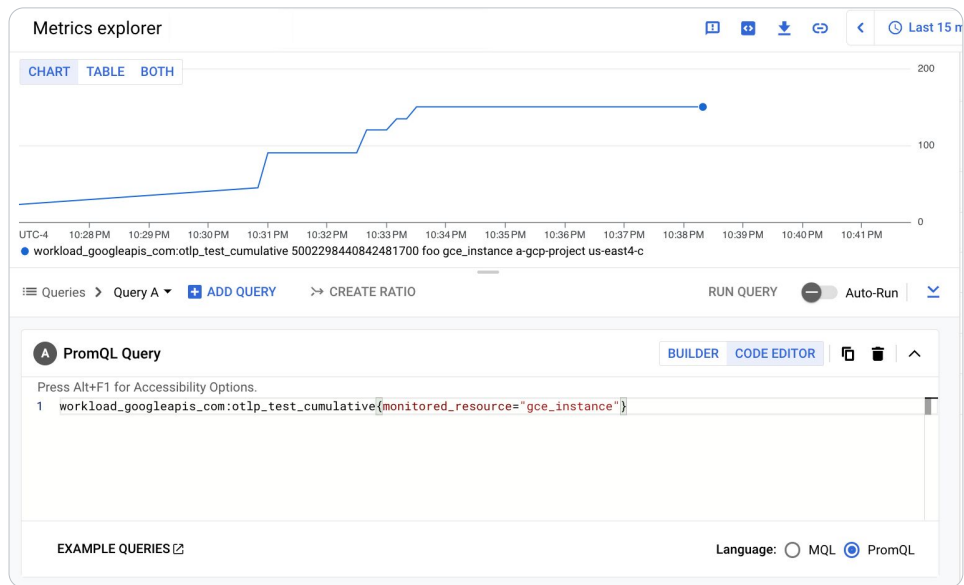 Metrics explorer
Last 15 m
CHART TABLE BOTH
200
100
0
UTC-4 10:28 PM 10:29 PM 10:30 PM 10:31 PM 10:32 PM 10:33 PM 10:34 PM 10:35 PM 10:36 PM 10:37 PM 10:38 PM 10:39 PM 10:40 PM 10:41 PM
workload_googleapis_com:otlp_test_cumulative 5002298440842481700 foo gce_instance a-gcp-project us-east4-c
Queries Query A ADD QUERY CREATE RATIO RUN QUERY Auto-Run
A PromQL Query BUILDER CODE EDITOR
Press Alt+F1 for Accessibility Options.
1 workload_googleapis_com:otlp_test_cumulative{monitored_resource="gce_instance"}
EXAMPLE QUERIES Language: MQL PromQL